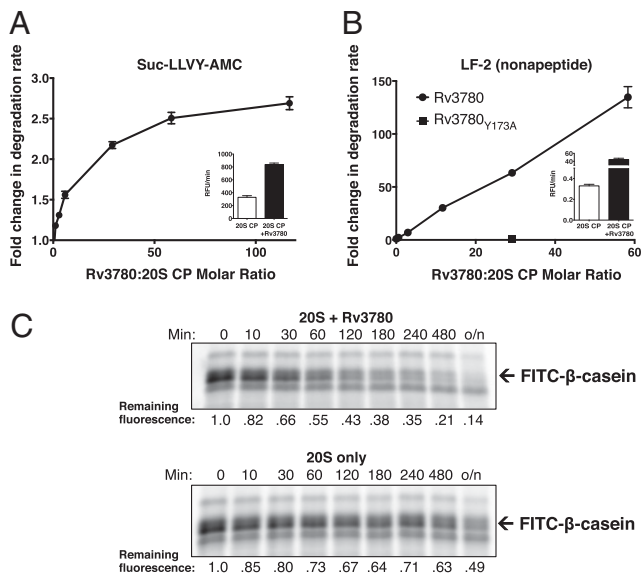 A
Suc-LLVY-AMC
Fold change in degradation rate
3.0
2.5
2.0
1.5
1.0
0
50
100
Rv3780:20S CP Molar Ratio
RFU/min
1000
800
600
400
200
0
20S CP
20S CP
+Rv3780
B
LF-2 (nonapeptide)
Fold change in degradation rate
150
100
50
0
0
20
40
60
Rv3780:20S CP Molar Ratio
Rv3780
Rv3780Y173A
RFU/min
60
40
0.4
0.2
0.0
20S CP
20S CP
+Rv3780
C
20S + Rv3780
Min: 0 10 30 60 120 180 240 480 o/n
← FITC-β-casein
Remaining
fluorescence: 1.0 .82 .66 .55 .43 .38 .35 .21 .14
20S only
Min: 0 10 30 60 120 180 240 480 o/n
← FITC-β-casein
Remaining
fluorescence: 1.0 .85 .80 .73 .67 .64 .71 .63 .49